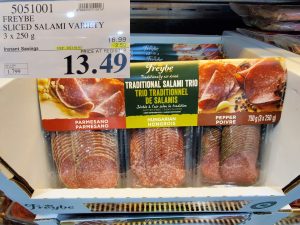 5051001
FREYBE
SLICED SALAMI VARIETY
3 x 250 g
16.99
Instant Savings
13.49
1.799
Freybe
TRADITIONAL SALAMI TRIO
TRIO TRADITIONNEL
DE SALAMIS
PARMESANO
PARMESANO
HUNGARIAN
HONGROIS
PEPPER
POIVRE
750 g (3 x 250 g)
Freybe